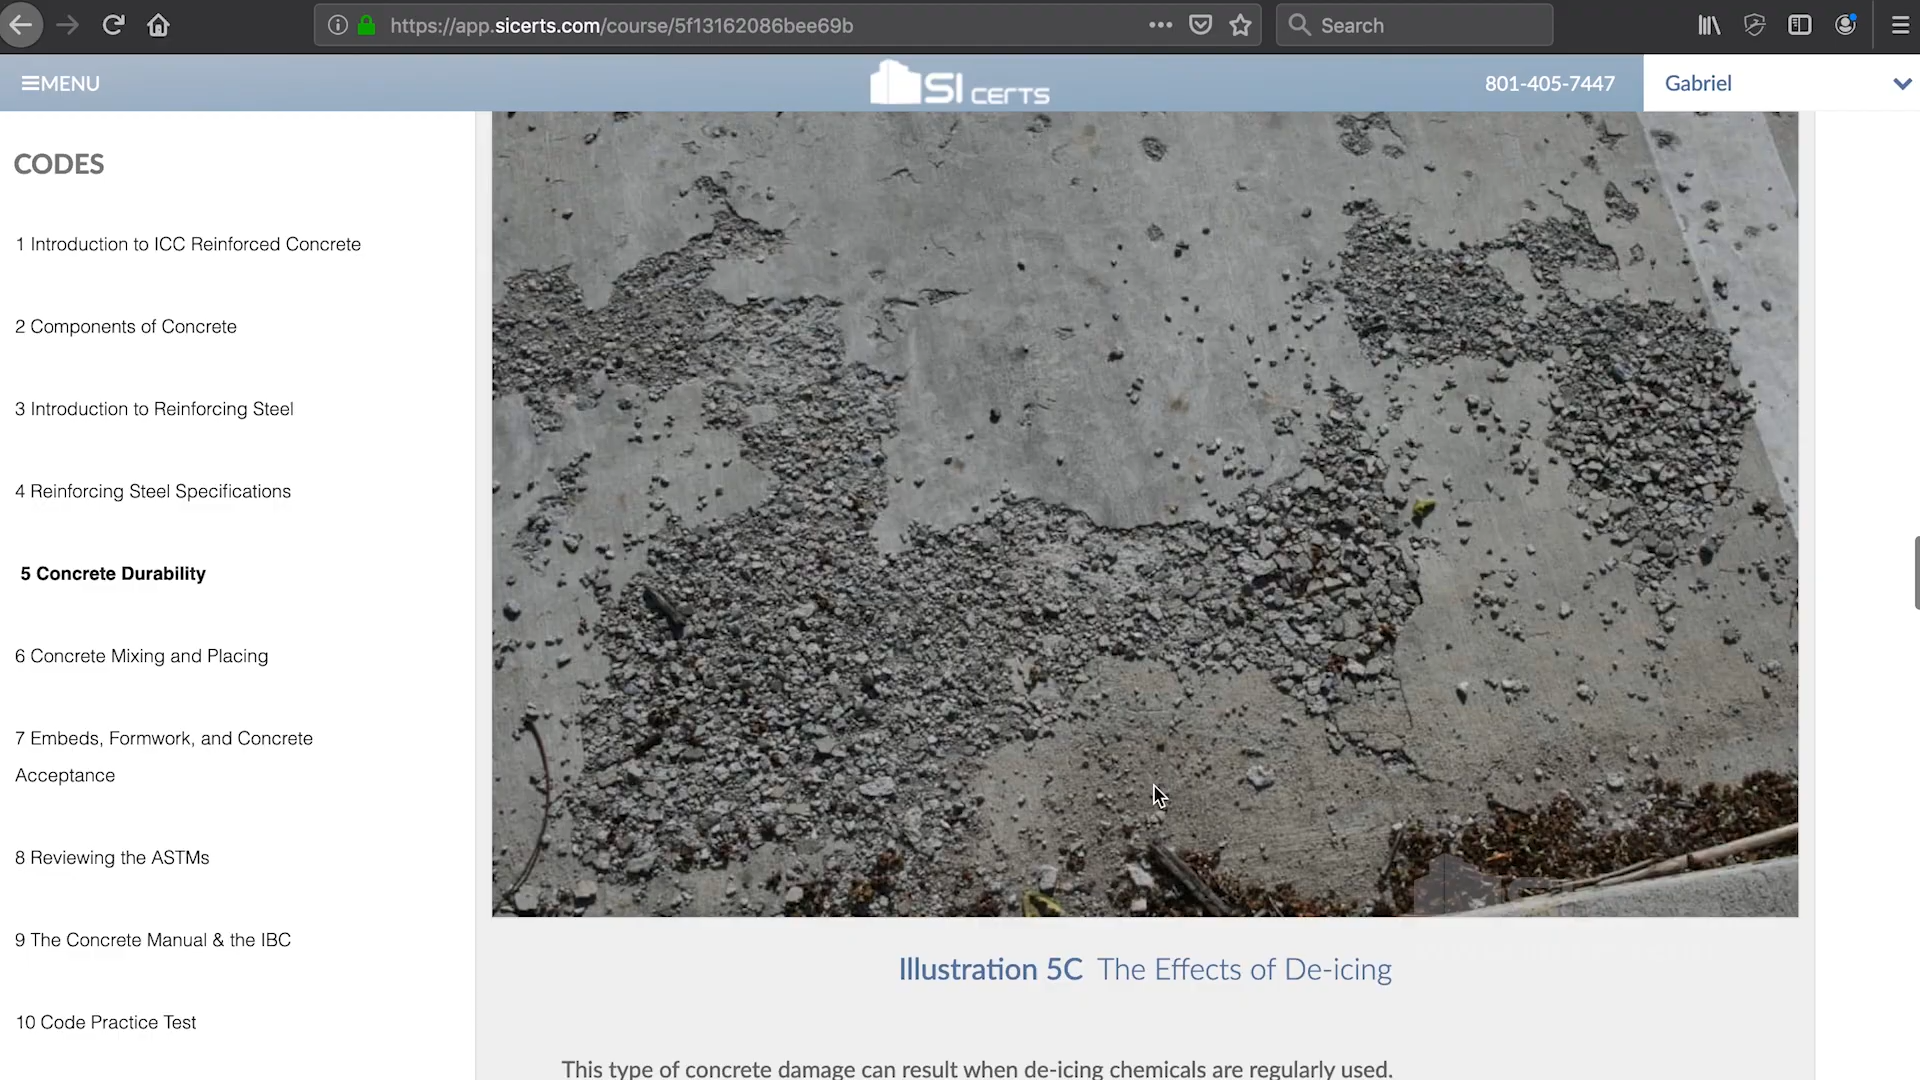 https://app.sicerts.com/course/5f13162086bee69b
Search
MENU
SI CERTS
801-405-7447
Gabriel
CODES
1 Introduction to ICC Reinforced Concrete
2 Components of Concrete
3 Introduction to Reinforcing Steel
4 Reinforcing Steel Specifications
5 Concrete Durability
6 Concrete Mixing and Placing
7 Embeds, Formwork, and Concrete
Acceptance
8 Reviewing the ASTMs
9 The Concrete Manual & the IBC
10 Code Practice Test
Illustration 5C The Effects of De-icing
This type of concrete damage can result when de-icing chemicals are regularly used.